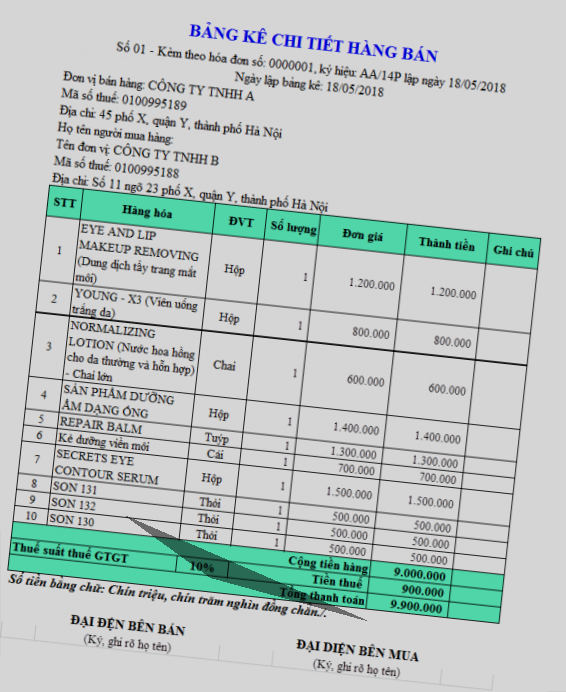 BẢNG KÊ CHI TIẾT HÀNG BÁN
Số 01 - Kèm theo hóa đơn số: 0000001, ký hiệu: AA/14P lập ngày 18/05/2018
Ngày lập bảng kê: 18/05/2018
Đơn vị bán hàng: CÔNG TY TNHH A
Mã số thuế: 0100995189
Địa chỉ: 45 phố X, quận Y, thành phố Hà Nội
Họ tên người mua hàng:
Tên đơn vị: CÔNG TY TNHH B
Mã số thuế: 0100995188
Địa chỉ: Số 11 ngõ 23 phố X, quận Y, thành phố Hà Nội
STT Hàng hóa ĐVT Số lượng Đơn giá Thành tiền Ghi chú
1 EYE AND LIP MAKEUP REMOVING (Dung dịch tẩy trang mắt môi) Hộp 1 1.200.000 1.200.000
2 YOUNG - X3 (Viên uống trắng da) Hộp 1 800.000 800.000
3 NORMALIZING LOTION (Nước hoa hồng cho da thường và hỗn hợp) - Chai lớn Chai 1 600.000 600.000
4 SẢN PHẨM DƯỠNG ẨM DẠNG ỐNG Hộp 1 1.400.000 1.400.000
5 REPAIR BALM Tuýp 1 1.300.000 1.300.000
6 Kẻ dưỡng viền môi Cái 1 700.000 700.000
7 SECRETS EYE CONTOUR SERUM Hộp 1 1.500.000 1.500.000
8 SON 131 Thỏi 1 500.000 500.000
9 SON 132 Thỏi 1 500.000 500.000
10 SON 130 Thỏi 1 500.000 500.000
Cộng tiền hàng 9.000.000
Thuế suất thuế GTGT 10% Tiền thuế 900.000
Tổng thanh toán 9.900.000
Số tiền bằng chữ: Chín triệu, chín trăm nghìn đồng chẵn./.
ĐẠI DIỆN BÊN BÁN ĐẠI DIỆN BÊN MUA
(Ký, ghi rõ họ tên) (Ký, ghi rõ họ tên)